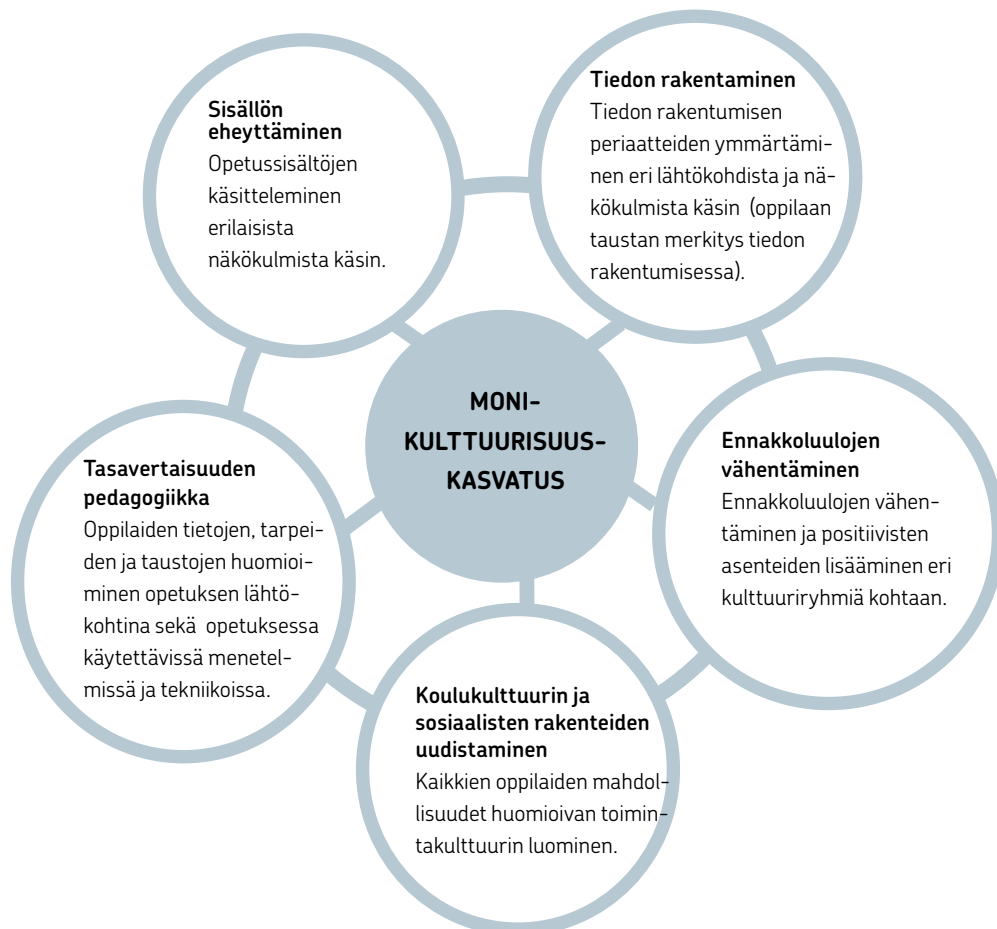 Sisällön
eheyttäminen
Opetussisältöjen
käsitteleminen
erilaisista
näkökulmista käsin.
Tiedon rakentaminen
Tiedon rakentumisen
periaatteiden ymmärtämi-
nen eri lähtökohdista ja nä-
kökulmista käsin (oppilaan
taustan merkitys tiedon
rakentumisessa).
MONI-
KULTTUURISUUS-
KASVATUS
Ennakkoluulojen
vähentäminen
Ennakkoluulojen vähen-
täminen ja positiivisten
asenteiden lisääminen eri
kulttuuriryhmiä kohtaan.
Tasavertaisuuden
pedagogiikka
Oppilaiden tietojen, tarpei-
den ja taustojen huomioi-
minen opetuksen lähtö-
kohtina sekä opetuksessa
käytettävissä menetel-
missä ja tekniikoissa.
Koulukulttuurin ja
sosiaalisten rakenteiden
uudistaminen
Kaikkien oppilaiden mahdol-
lisuudet huomioivan toimin-
takulttuurin luominen.